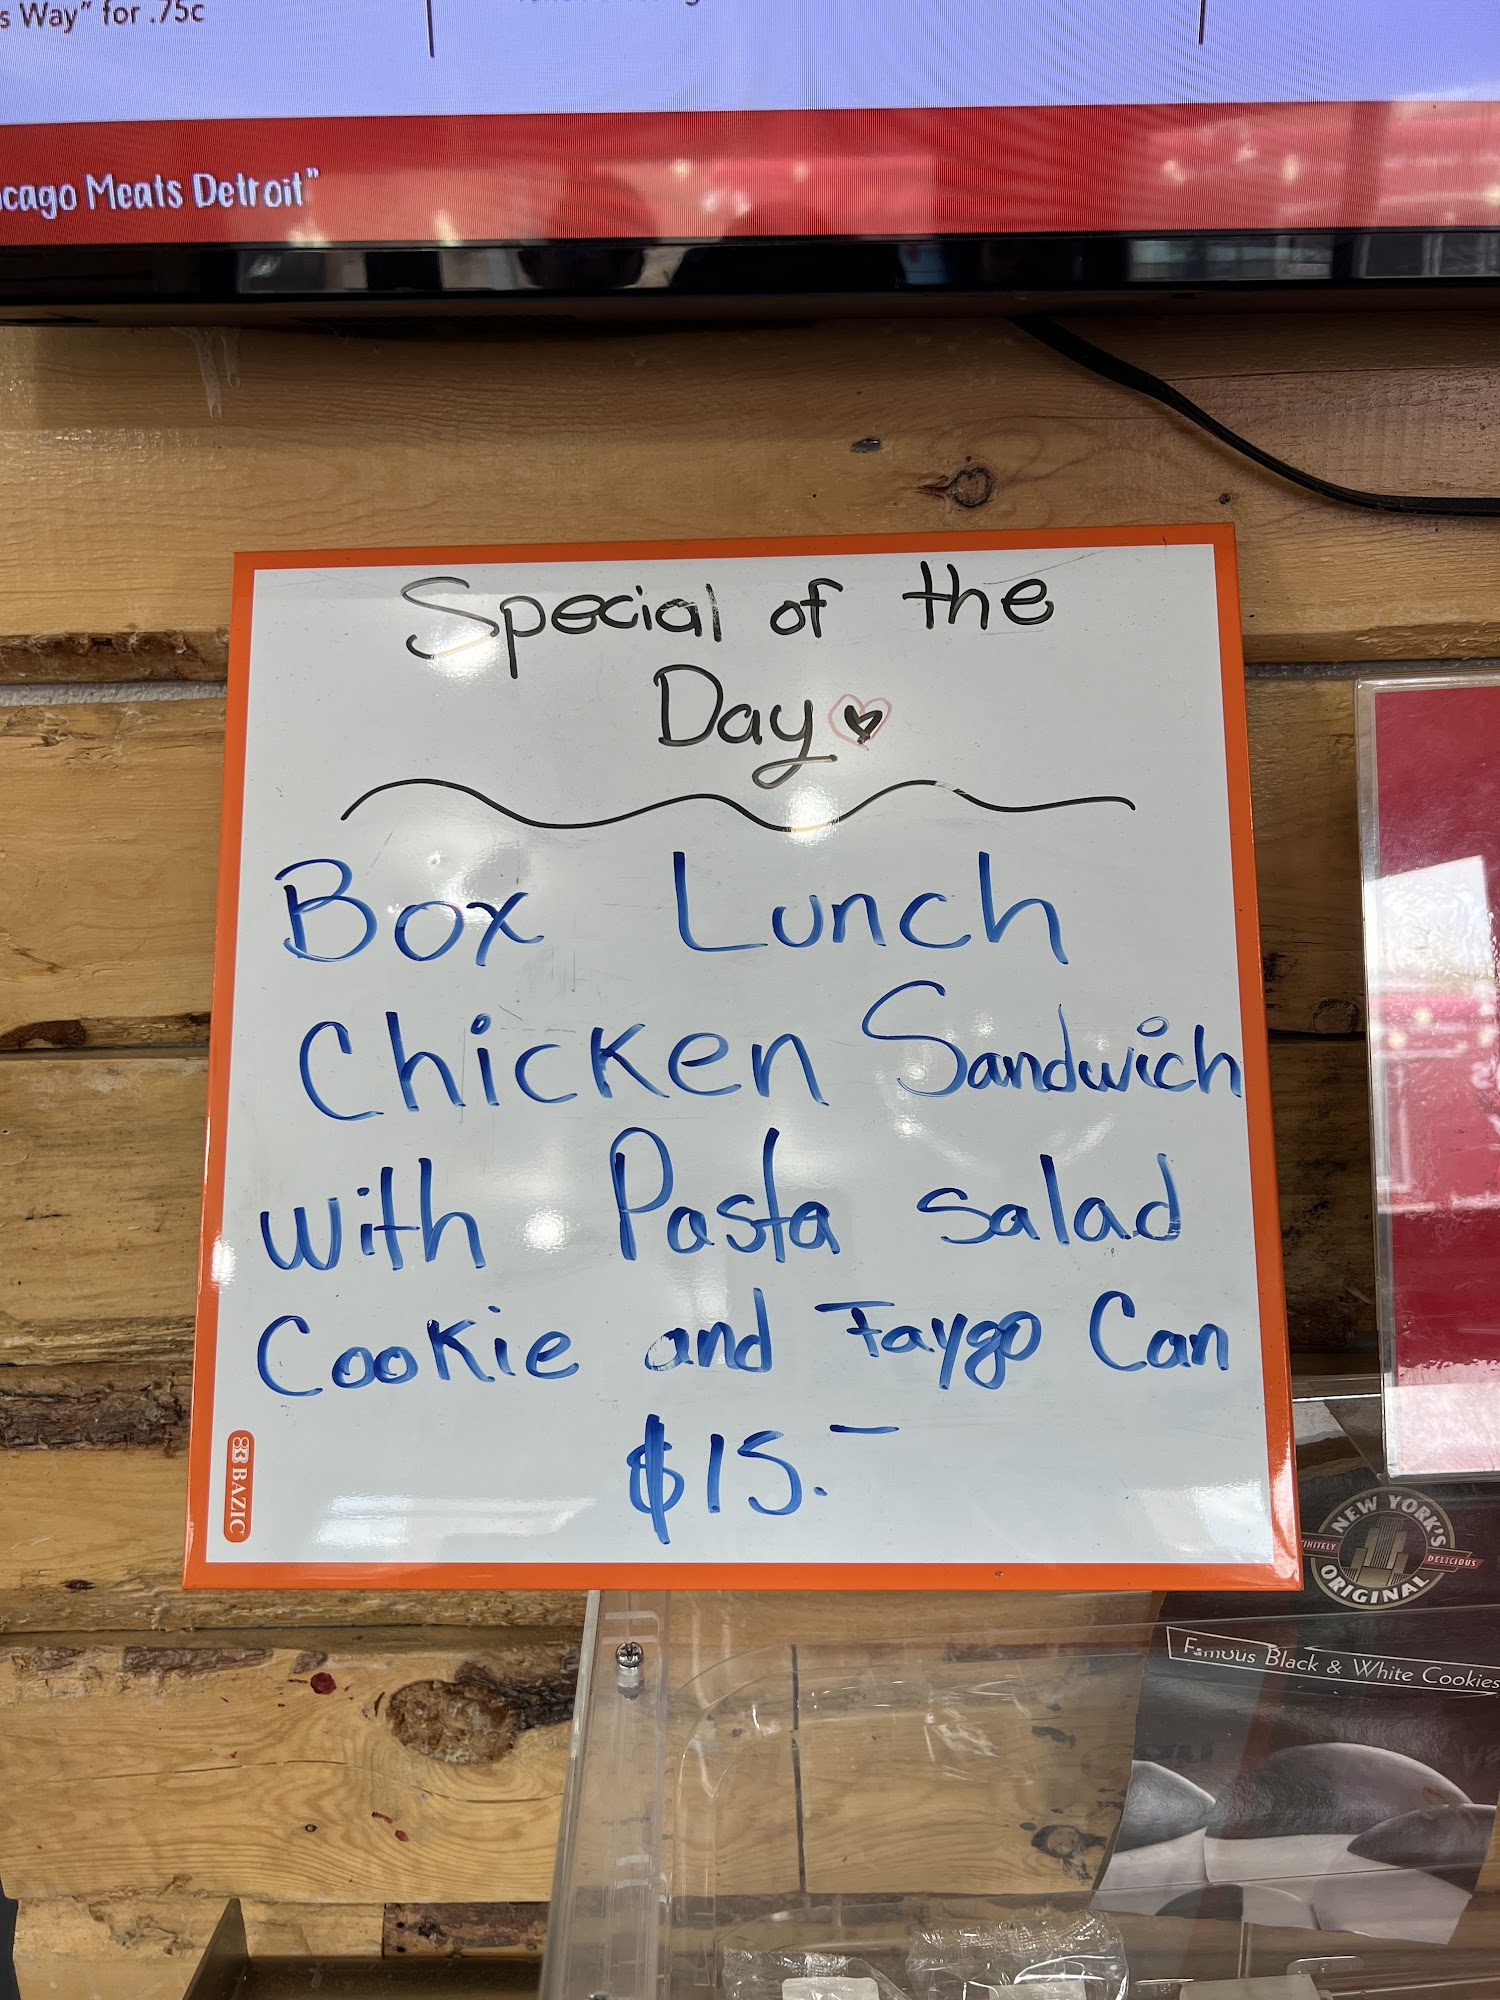 Way" for .75c
Meats Detroit"
Special of the
Day
Box Lunch
Chicken Sandwich
with Pasta salad
Cookie and Faygo Can
$15.-
BAZIC
NEW YORK'S
DELICIOUS
ORIGINAL
Famous Black & White Cookies